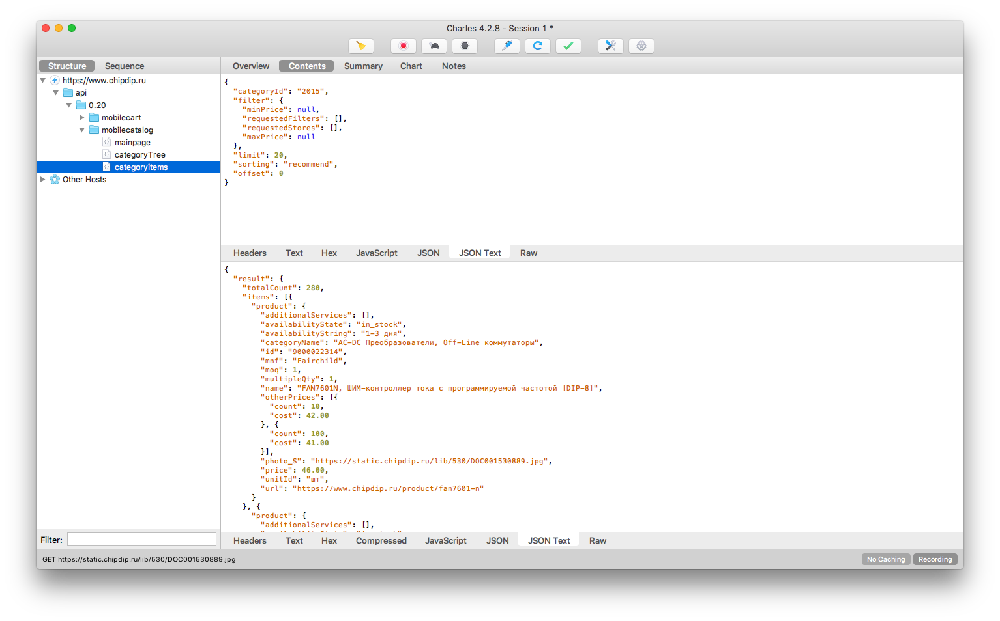 Charles 4.2.8 - Session 1 *
Structure Sequence
Overview Contents Summary Chart Notes
https://www.chipdip.ru
api
0.20
mobilecart
mobilecatalog
mainpage
categoryTree
categoryitems
Other Hosts
{
"categoryId": "2015",
"filter": {
"minPrice": null,
"requestedFilters": [],
"requestedStores": [],
"maxPrice": null
},
"limit": 20,
"sorting": "recommend",
"offset": 0
}
Headers Text Hex JavaScript JSON JSON Text Raw
{
"result": {
"totalCount": 280,
"items": [{
"product": {
"additionalServices": [],
"availabilityState": "in_stock",
"availabilityString": "1-3 дня",
"categoryName": "AC-DC Преобразователи, Off-Line коммутаторы",
"id": "9000022314",
"mnf": "Fairchild",
"moq": 1,
"multipleQty": 1,
"name": "FAN7601N, ШИМ-контроллер тока с программируемой частотой [DIP-8]",
"otherPrices": [{
"count": 10,
"cost": 42.00
}, {
"count": 100,
"cost": 41.00
}],
"photo_S": "https://static.chipdip.ru/lib/530/DOC001530889.jpg",
"price": 46.00,
"unitId": "шт",
"url": "https://www.chipdip.ru/product/fan7601-n"
}
}, {
"product": {
"additionalServices": [],
Headers Text Hex Compressed JavaScript JSON JSON Text Raw
Filter:
GET https://static.chipdip.ru/lib/530/DOC001530889.jpg
No Caching Recording